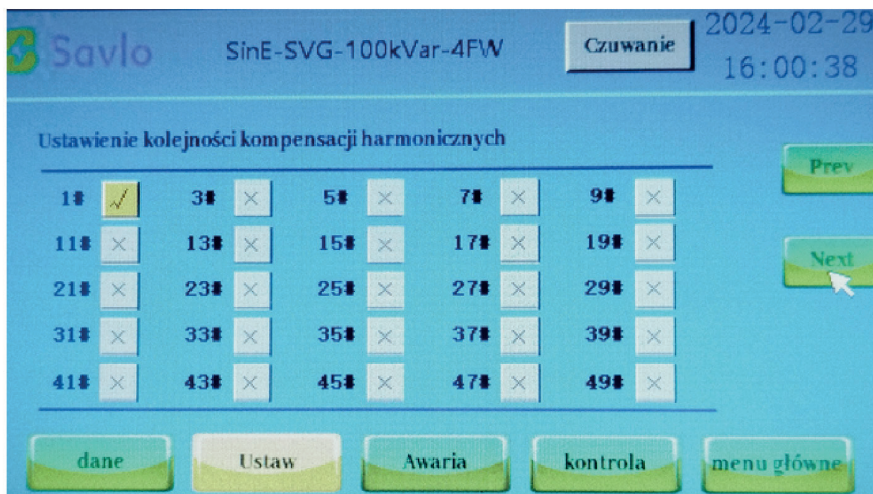 Savlo SinE-SVG-100kVar-4FW Czuwanie 2024-02-29
16:00:38
Ustawienie kolejności kompensacji harmonicznych
1# 3# 5# 7# 9#
11# 13# 15# 17# 19#
21# 23# 25# 27# 29#
31# 33# 35# 37# 39#
41# 43# 45# 47# 49#
Prev
Next
dane Ustaw Awaria kontrola menu główne